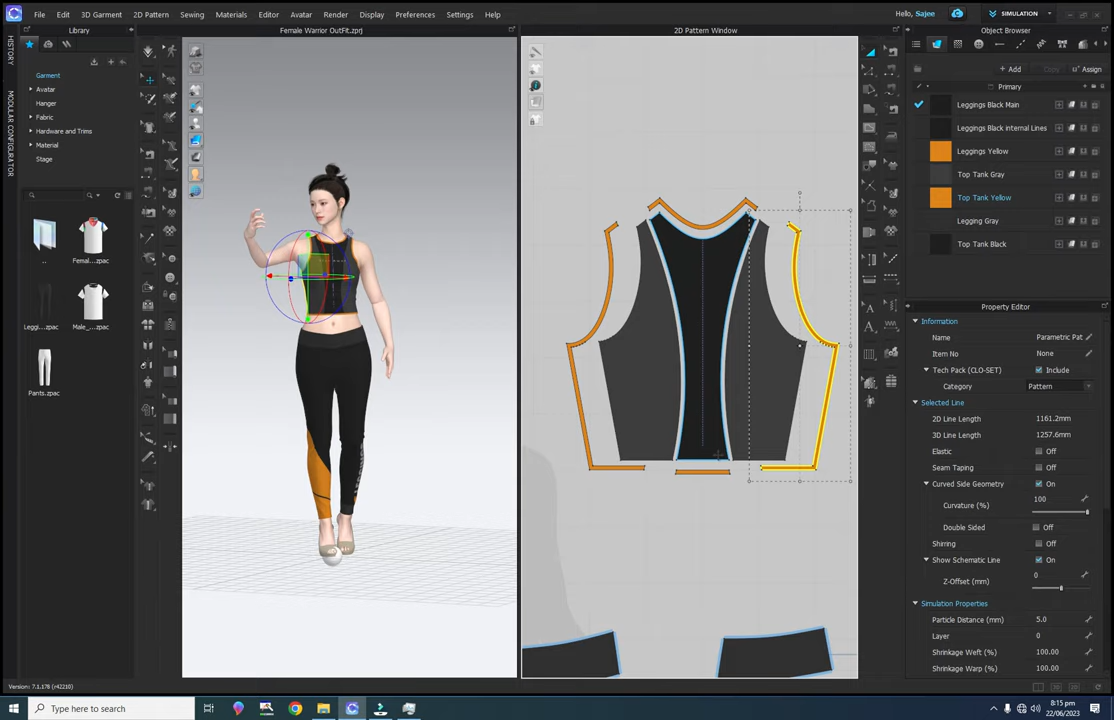 File 3D Garment 2D Pattern Sewing Materials Editor Avatar Render Display Preferences Settings Help
Hello, Sajee
SIMULATION
Library
Female Warrior OutFit.zprj
2D Pattern Window
Object Browser
HISTORY
MODULAR CONFIGURATOR
Garment
Avatar
Hanger
Fabric
Hardware and Trims
Material
Stage
..
Femal...zpac
Leggi...zpac
Male_...zpac
Pants.zpac
Add
Copy
Assign
Primary
Leggings Black Main
Leggings Black internal Lines
Leggings Yellow
Top Tank Gray
Top Tank Yellow
Legging Gray
Top Tank Black
Property Editor
Information
Name Parametric Pat
Item No None
Tech Pack (CLO-SET) Include
Category Pattern
Selected Line
2D Line Length 1161.2mm
3D Line Length 1257.6mm
Elastic Off
Seam Taping Off
Curved Side Geometry On
Curvature (%) 100
Double Sided Off
Shirring Off
Show Schematic Line On
Z-Offset (mm) 0
Simulation Properties
Particle Distance (mm) 5.0
Layer 0
Shrinkage Weft (%) 100.00
Shrinkage Warp (%) 100.00
Version: 7.1.178 (r42210)
Type here to search
8:15 pm
22/06/2023